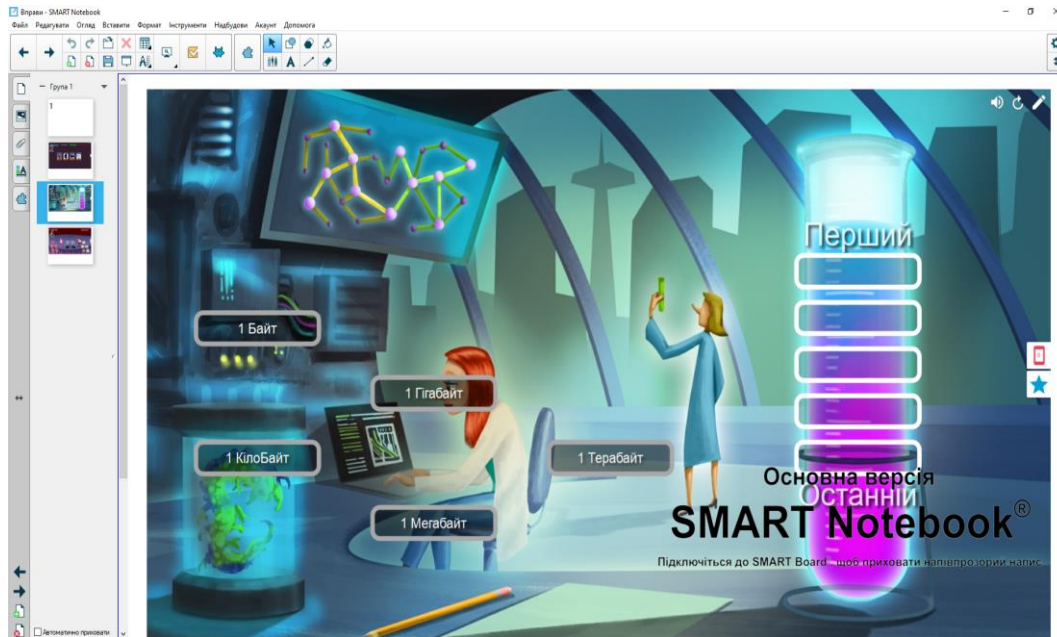 Вправи - SMART Notebook
Файл Редагувати Огляд Вставити Формат Інструменти Надбудови Акаунт Допомога
Група 1
1
Перший
1 Байт
1 Гігабайт
1 КілоБайт
1 Терабайт
1 Мегабайт
Останній
Основна версія
SMART Notebook®
Підключіться до SMART Board , щоб приховати напівпрозорий напис.
Автоматично приховати